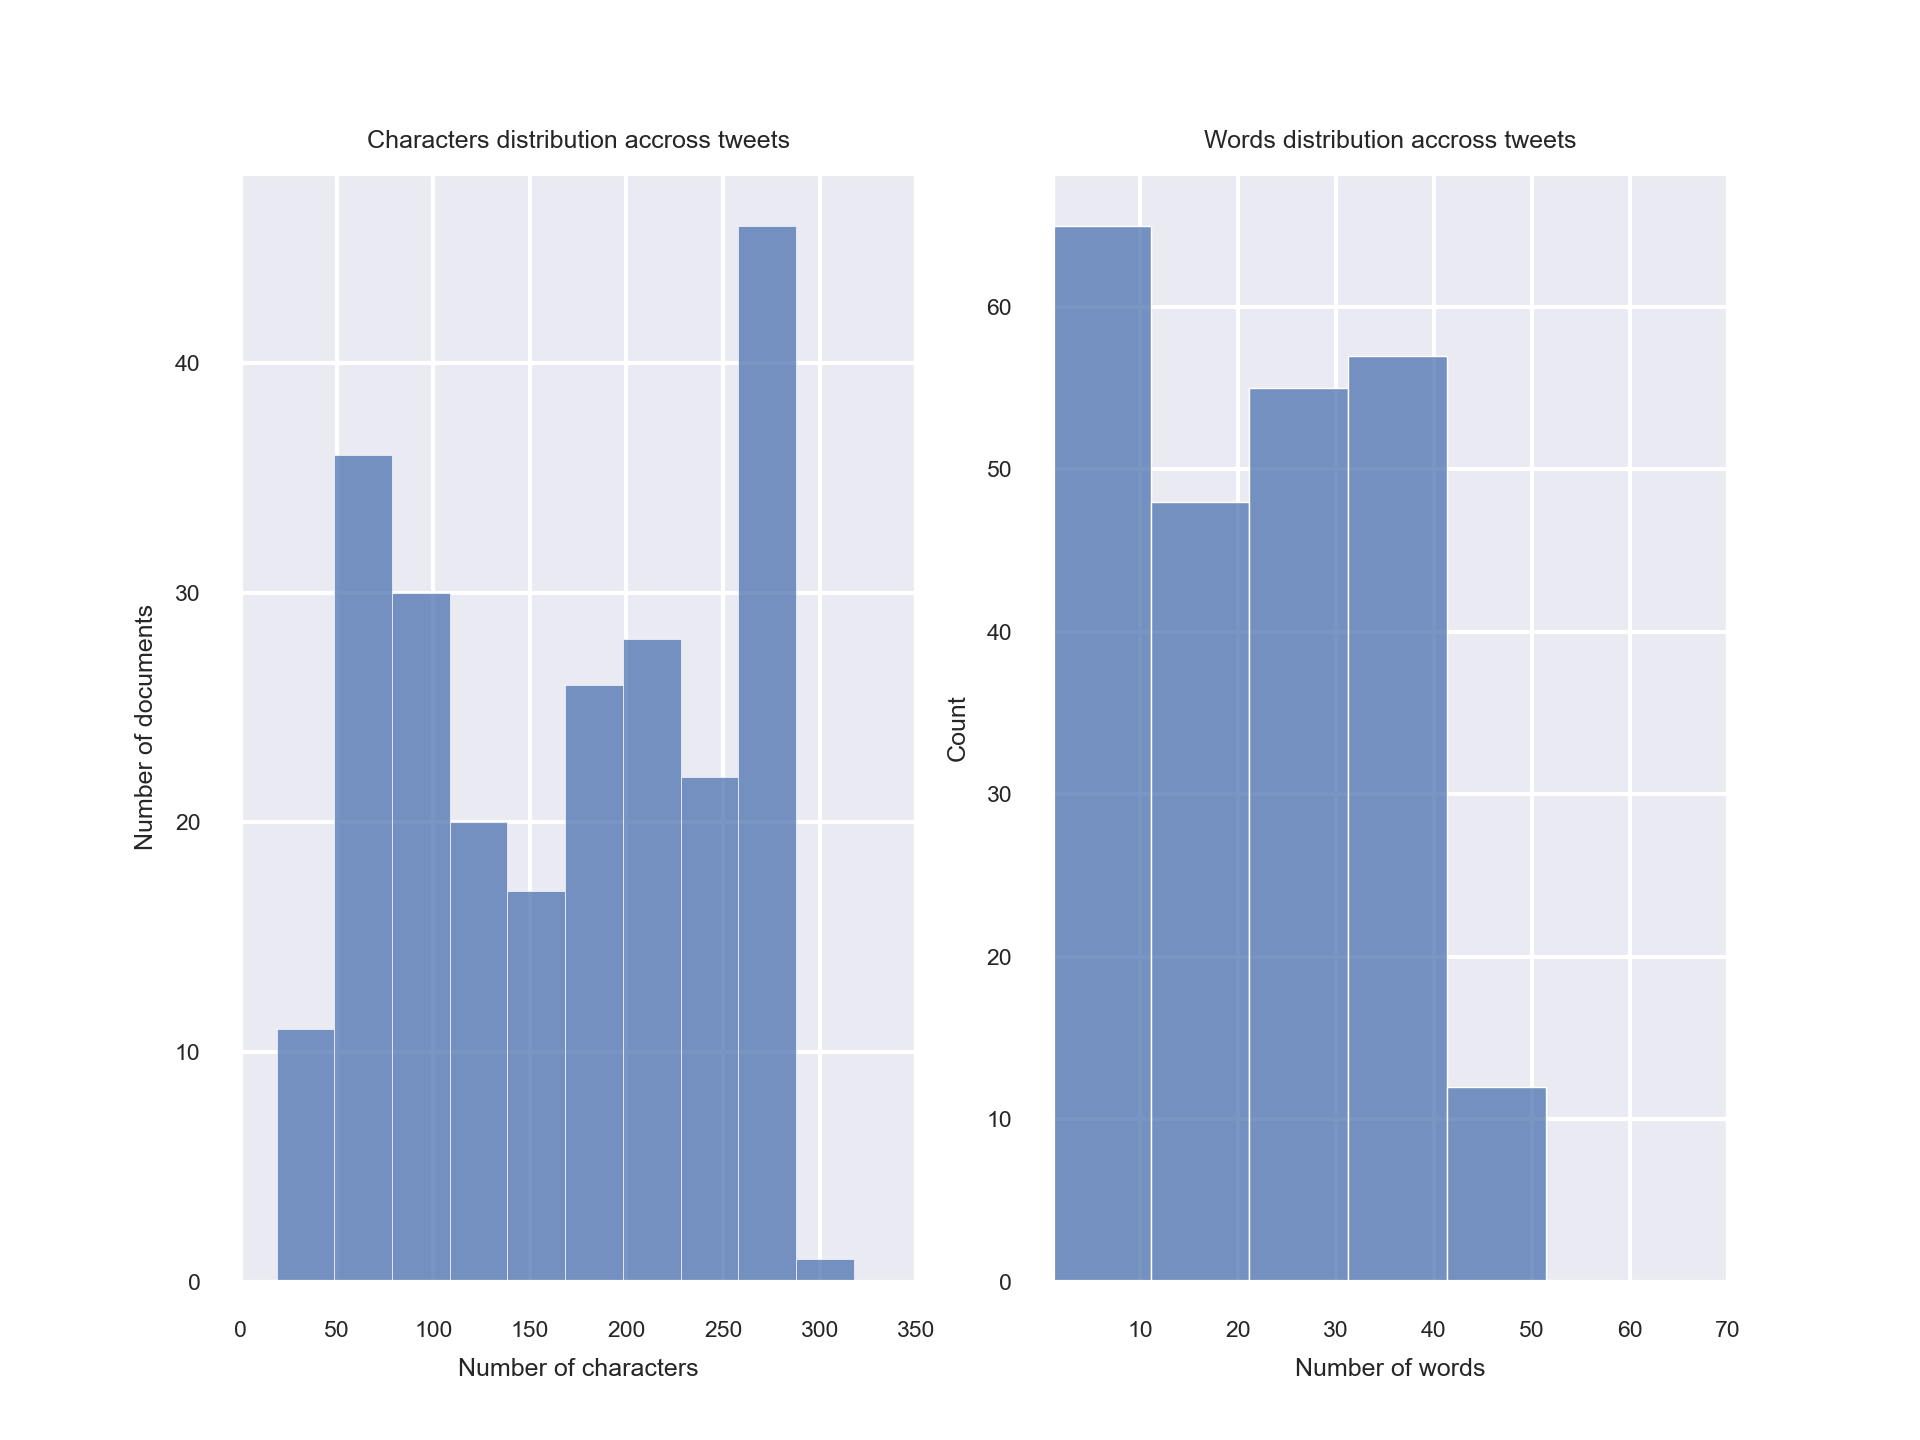 Characters distribution accross tweets
Number of documents
40
30
20
10
0
0 50 100 150 200 250 300 350
Number of characters
Words distribution accross tweets
Count
60
50
40
30
20
10
0
10 20 30 40 50 60 70
Number of words